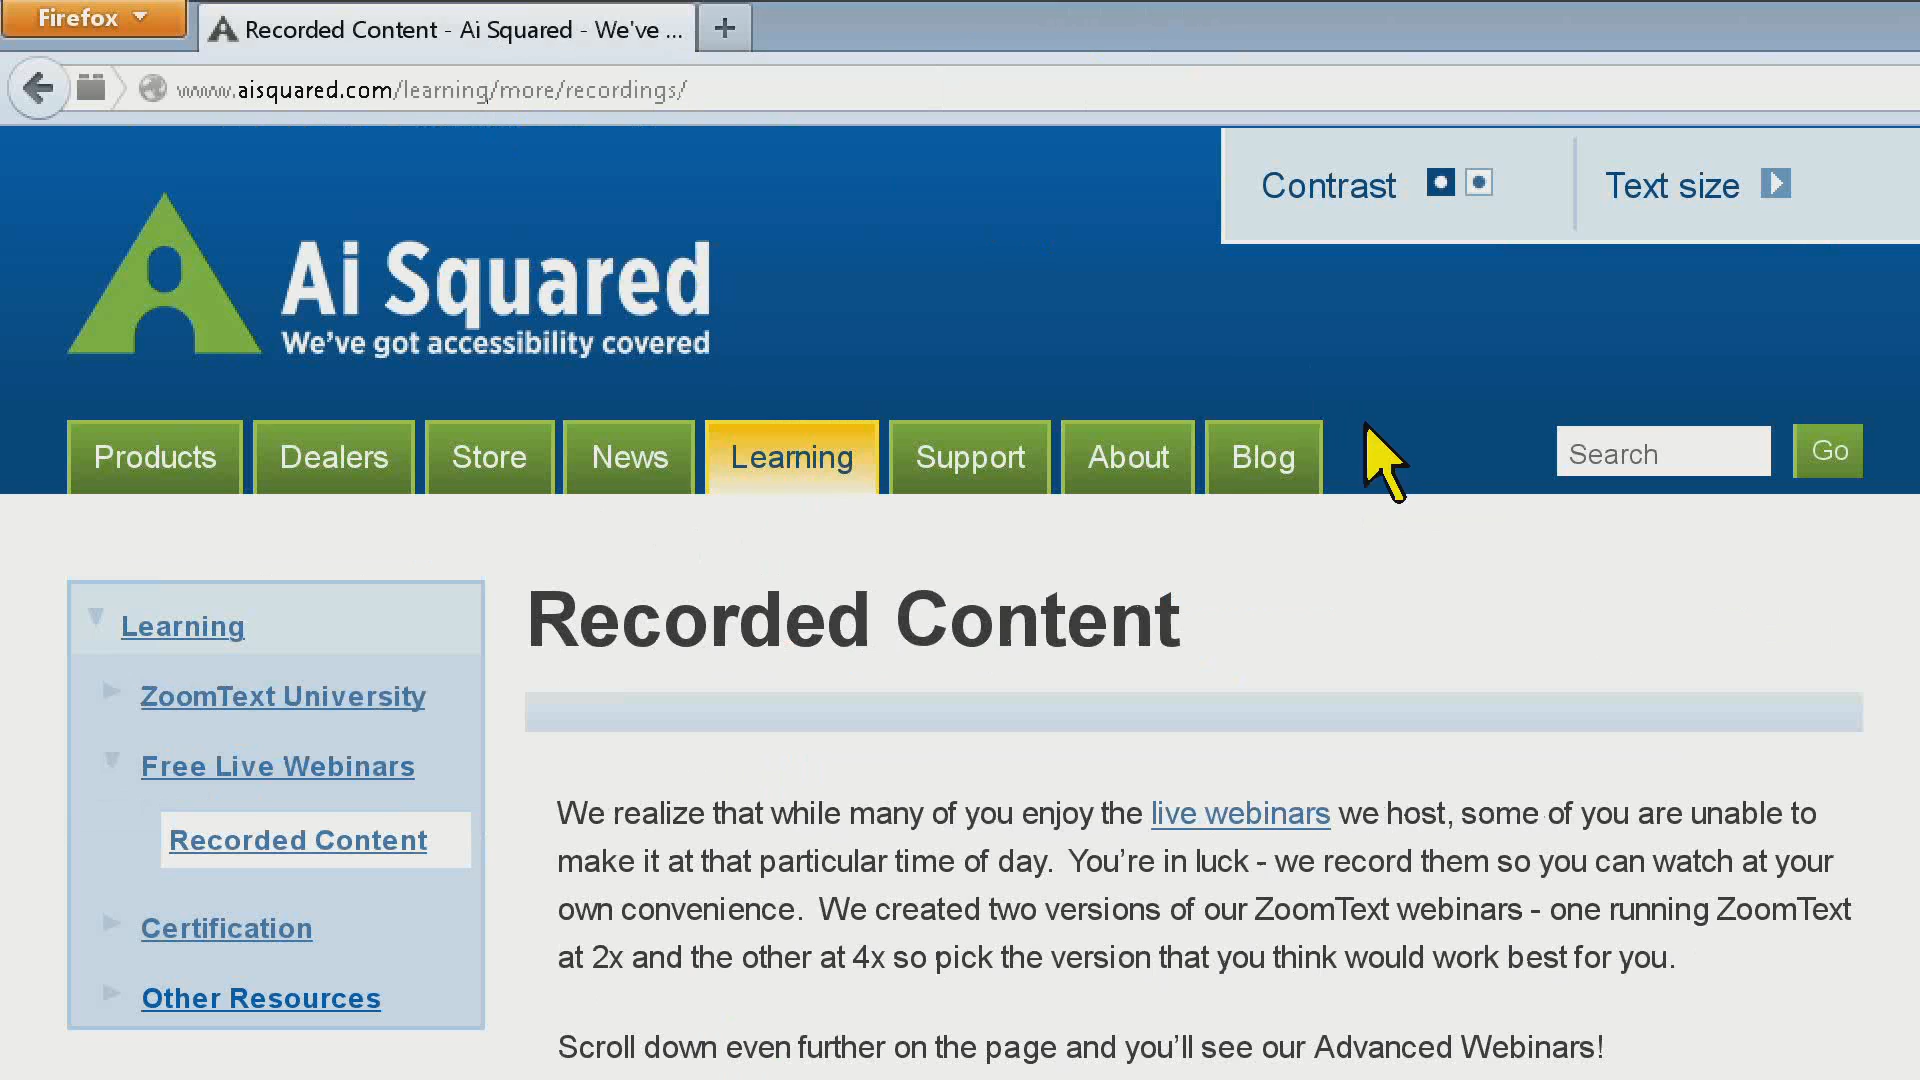 Firefox
Recorded Content - Ai Squared - We've ...
www.aisquared.com/learning/more/recordings/
Contrast
Text size
Ai Squared
We've got accessibility covered
Products
Dealers
Store
News
Learning
Support
About
Blog
Search
Go
Learning
ZoomText University
Free Live Webinars
Recorded Content
Certification
Other Resources
Recorded Content
We realize that while many of you enjoy the live webinars we host, some of you are unable to
make it at that particular time of day.  You're in luck - we record them so you can watch at your
own convenience.  We created two versions of our ZoomText webinars - one running ZoomText
at 2x and the other at 4x so pick the version that you think would work best for you.
Scroll down even further on the page and you'll see our Advanced Webinars!